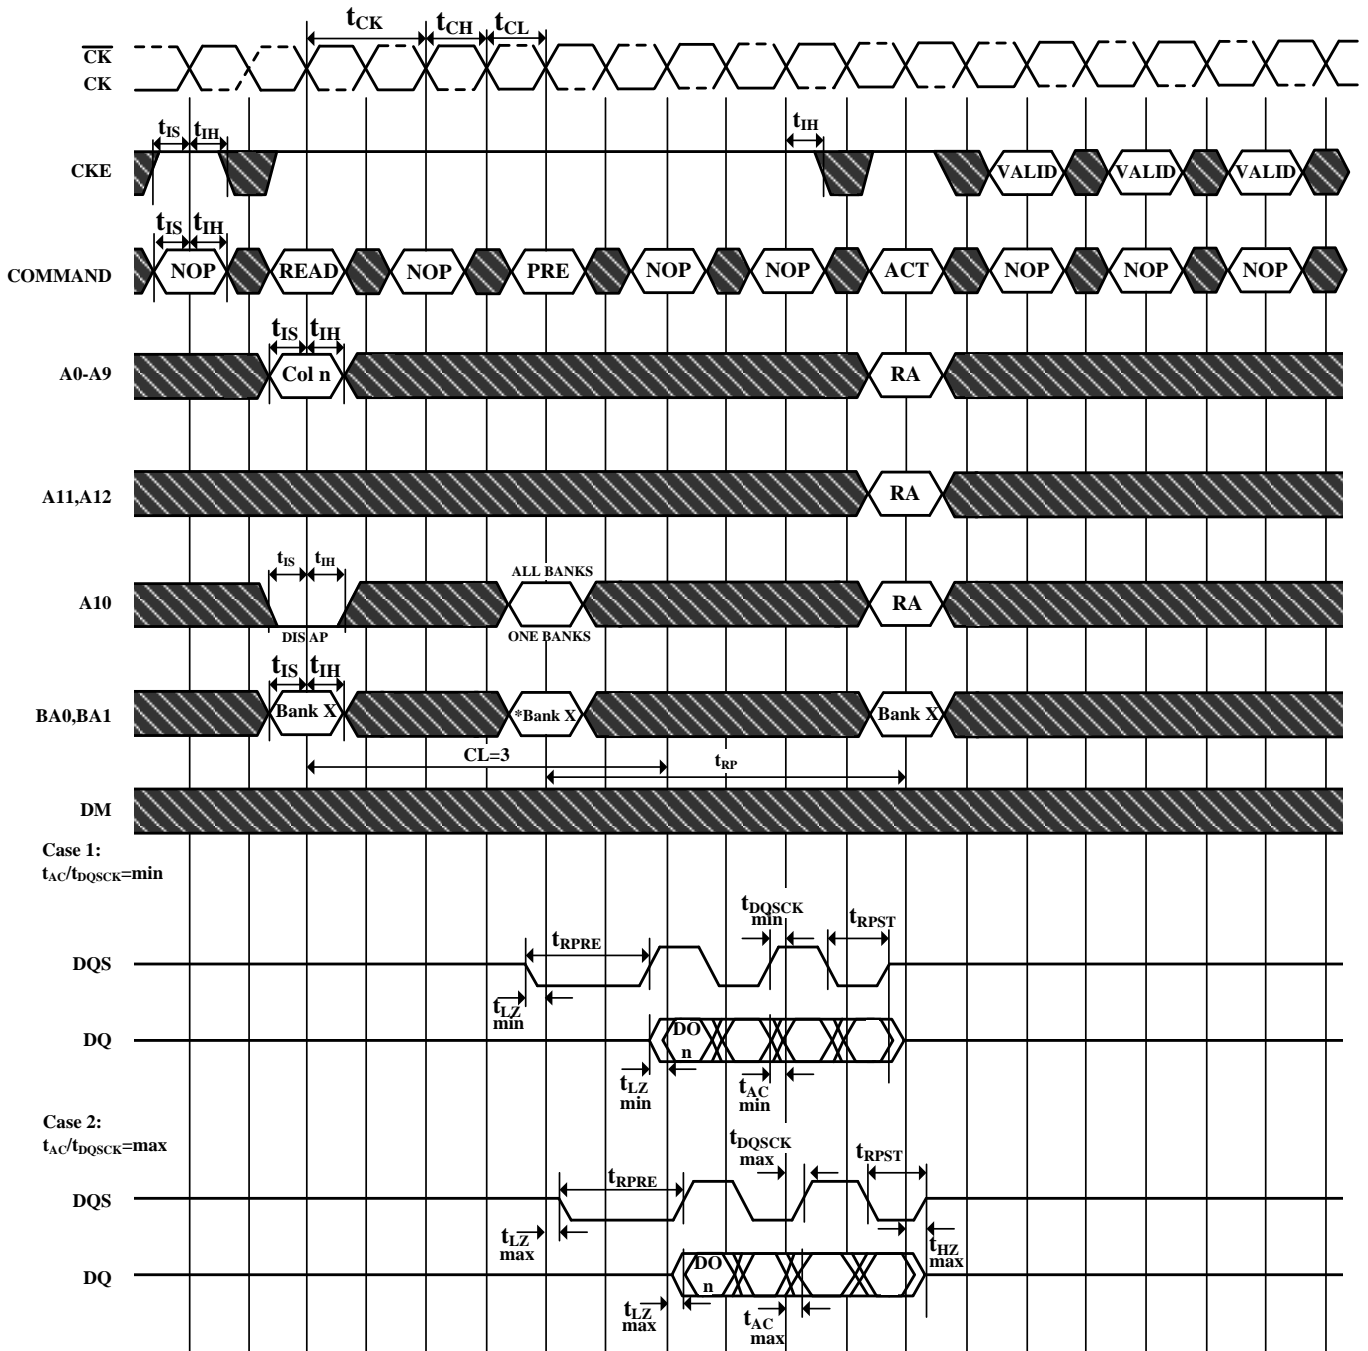 tCK tCH tCL
CK
CK
tIS tIH tIH
CKE VALID VALID VALID
tIS tIH
COMMAND NOP READ NOP PRE NOP NOP ACT NOP NOP NOP
tIS tIH
A0-A9 Col n RA
A11,A12 RA
tIS tIH ALL BANKS
A10 RA
DIS AP ONE BANKS
tIS tIH
BA0,BA1 Bank X *Bank X Bank X
CL=3 tRP
DM
Case 1:
tAC/tDQSCK=min
tDQSCK
min
tRPST
tRPRE
DQS
tLZ
min
DQ DO
n
tLZ
min
tAC
min
Case 2:
tAC/tDQSCK=max
tDQSCK
max
tRPST
tRPRE
DQS
tLZ
max
tHZ
max
DQ DO
n
tLZ
max
tAC
max